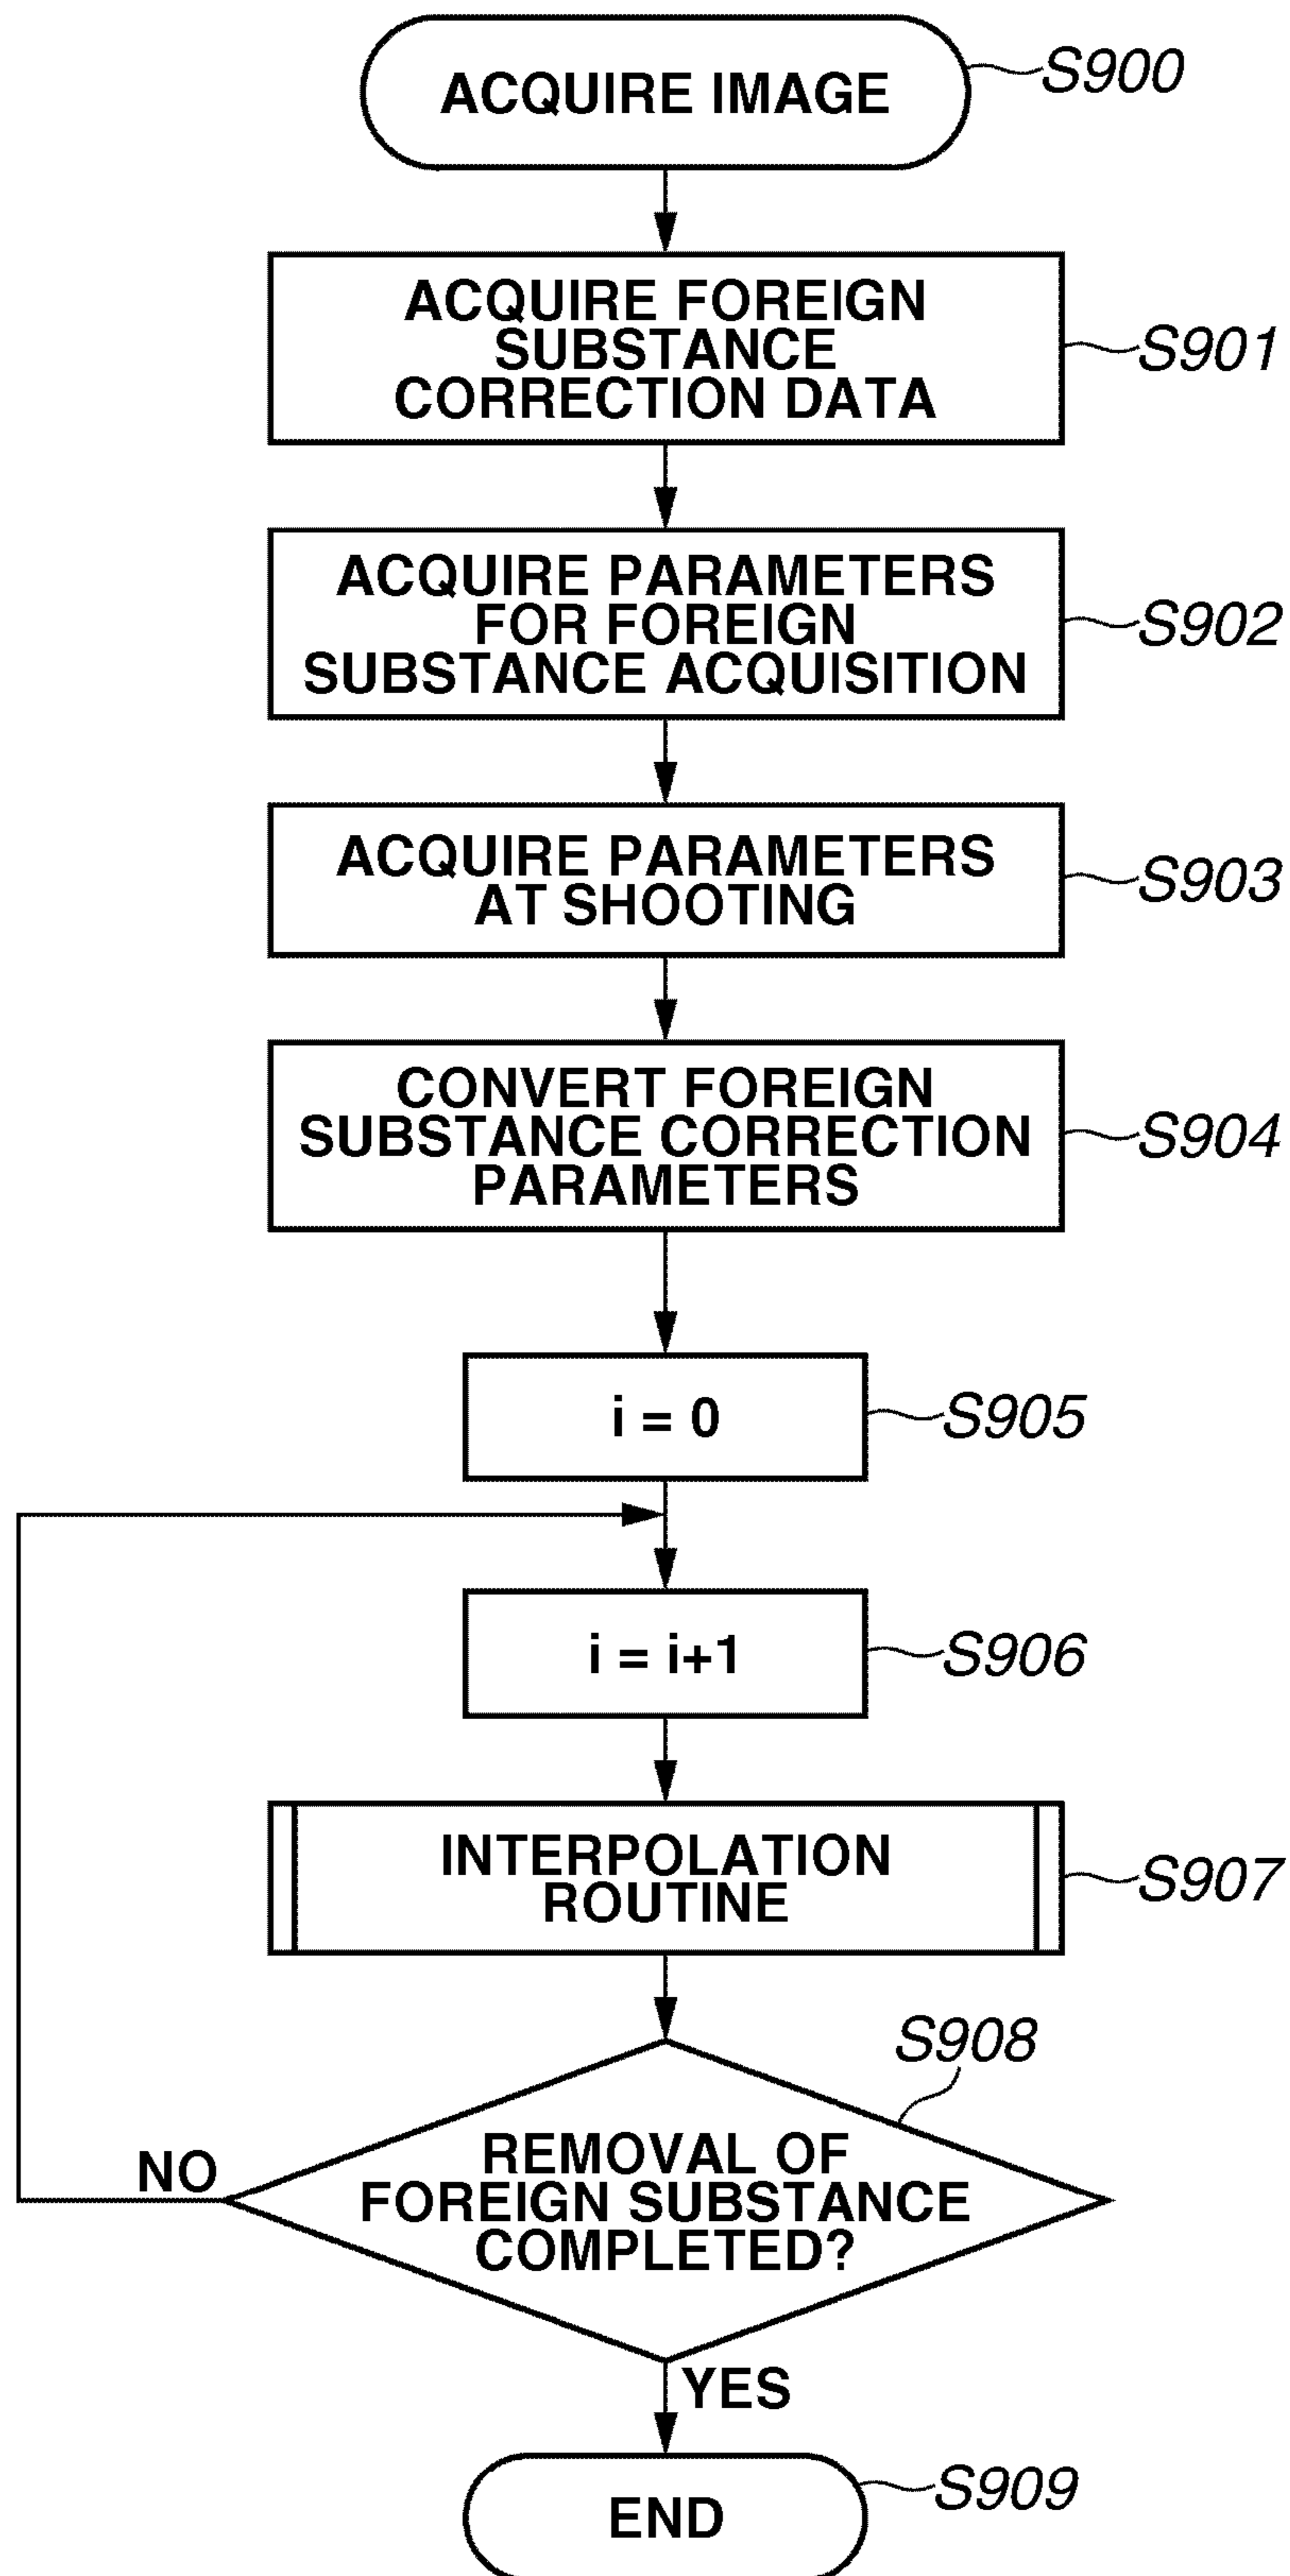 ACQUIRE IMAGE
S900
ACQUIRE FOREIGN
SUBSTANCE
CORRECTION DATA
S901
ACQUIRE PARAMETERS
FOR FOREIGN
SUBSTANCE ACQUISITION
S902
ACQUIRE PARAMETERS
AT SHOOTING
S903
CONVERT FOREIGN
SUBSTANCE CORRECTION
PARAMETERS
S904
i = 0
S905
i = i+1
S906
INTERPOLATION
ROUTINE
S907
S908
REMOVAL OF
FOREIGN SUBSTANCE
COMPLETED?
NO
YES
END
S909